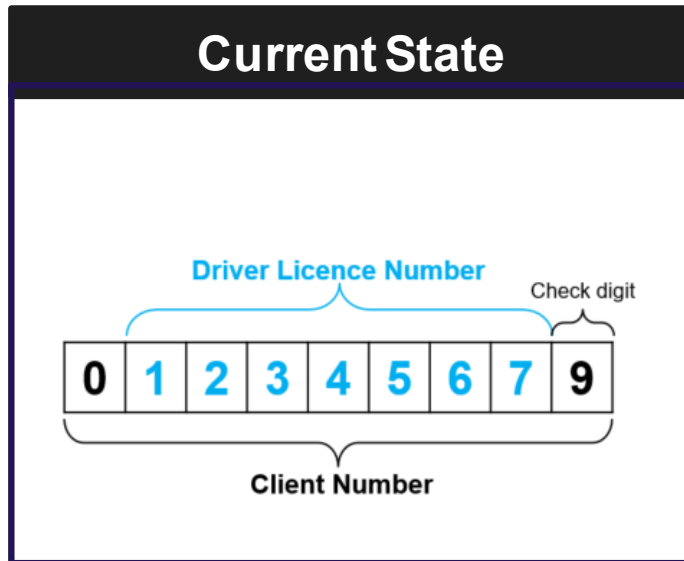 Current State
Driver Licence Number
Check digit
0 1 2 3 4 5 6 7 9
Client Number